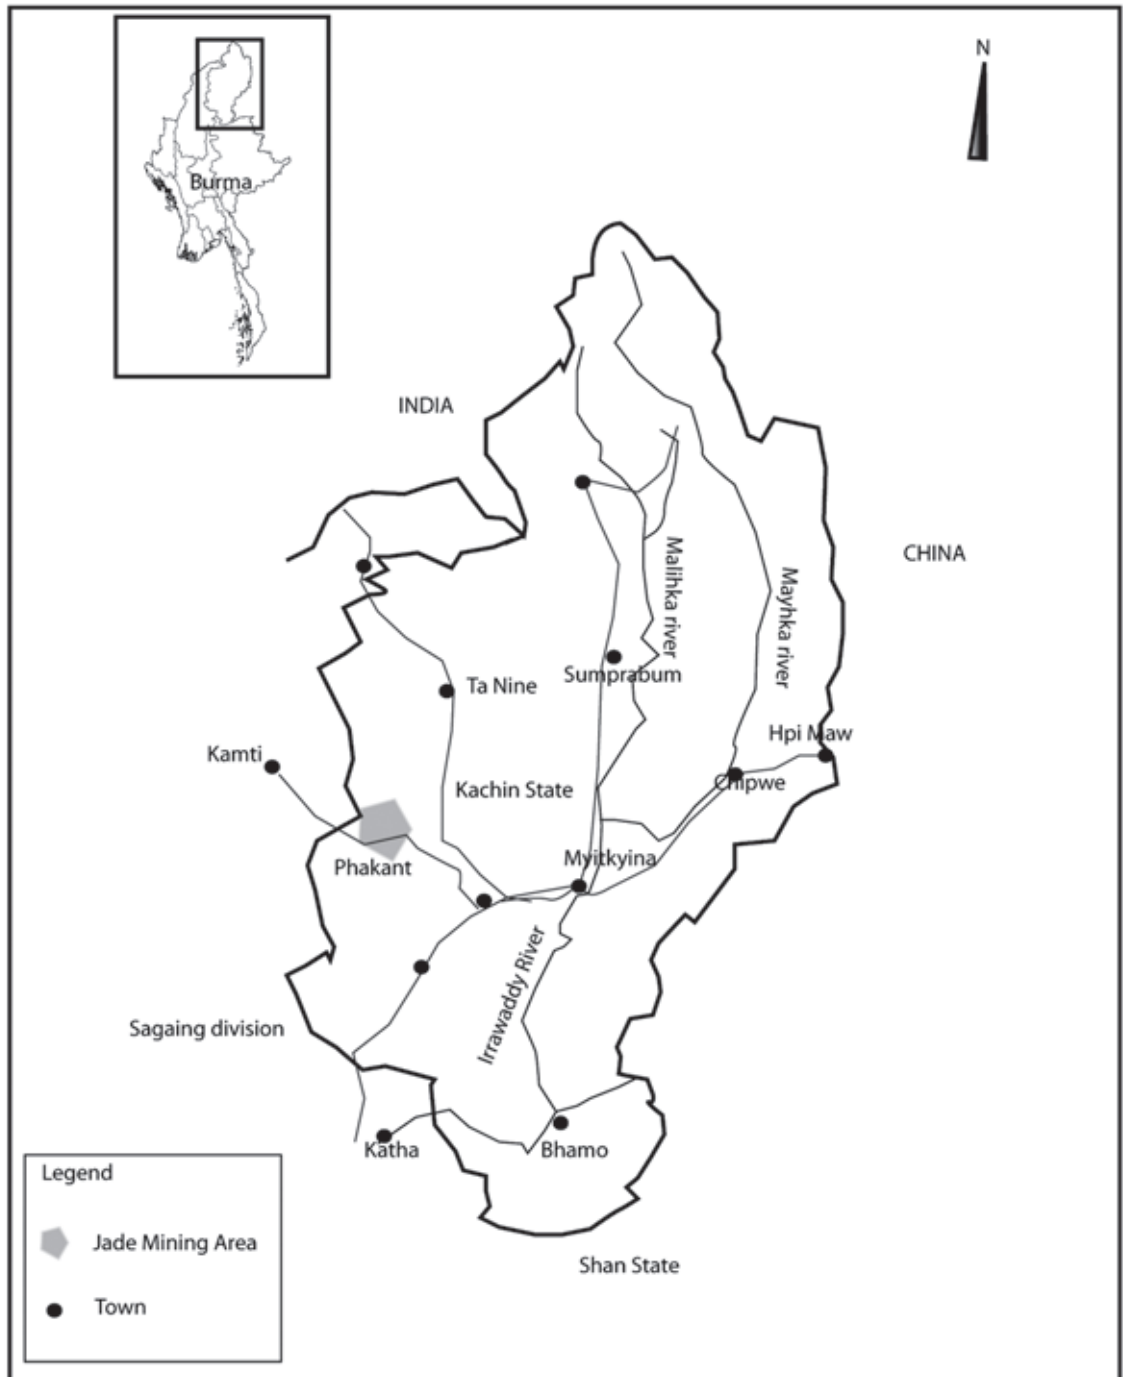 N
Burma
INDIA
CHINA
Malihka river
Mayhka river
Sumprabum
Ta Nine
Hpi Maw
Kamti
Chipwe
Kachin State
Myitkyina
Phakant
Irrawaddy River
Sagaing division
Katha
Bhamo
Legend
Jade Mining Area
Town
Shan State